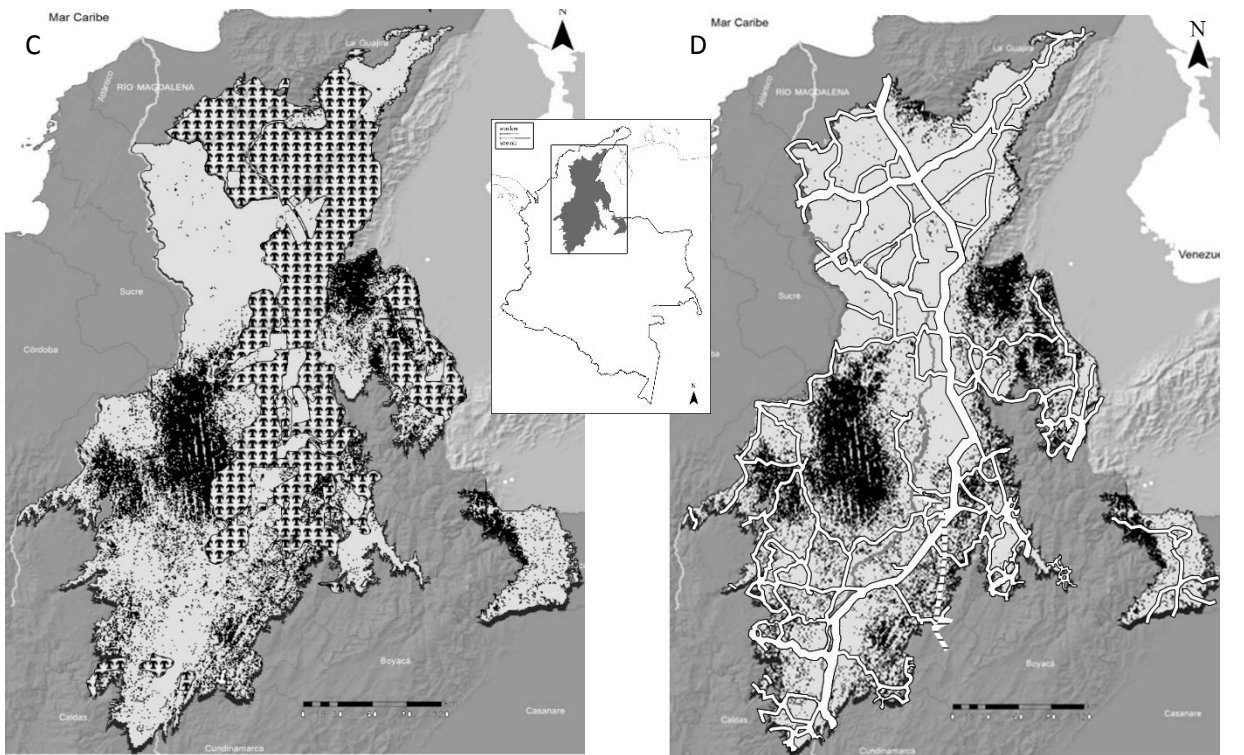 Mar Caribe
C
La Guajira
N
Atlántico
RÍO MAGDALENA
Sucre
Córdoba
Boyacá
Caldas
Casanare
Cundinamarca
N
Mar Caribe
D
N
La Guajira
Atlántico
RÍO MAGDALENA
Venezue
Sucre
ba
Boyacá
Caldas
Casanare
Cundinamarca